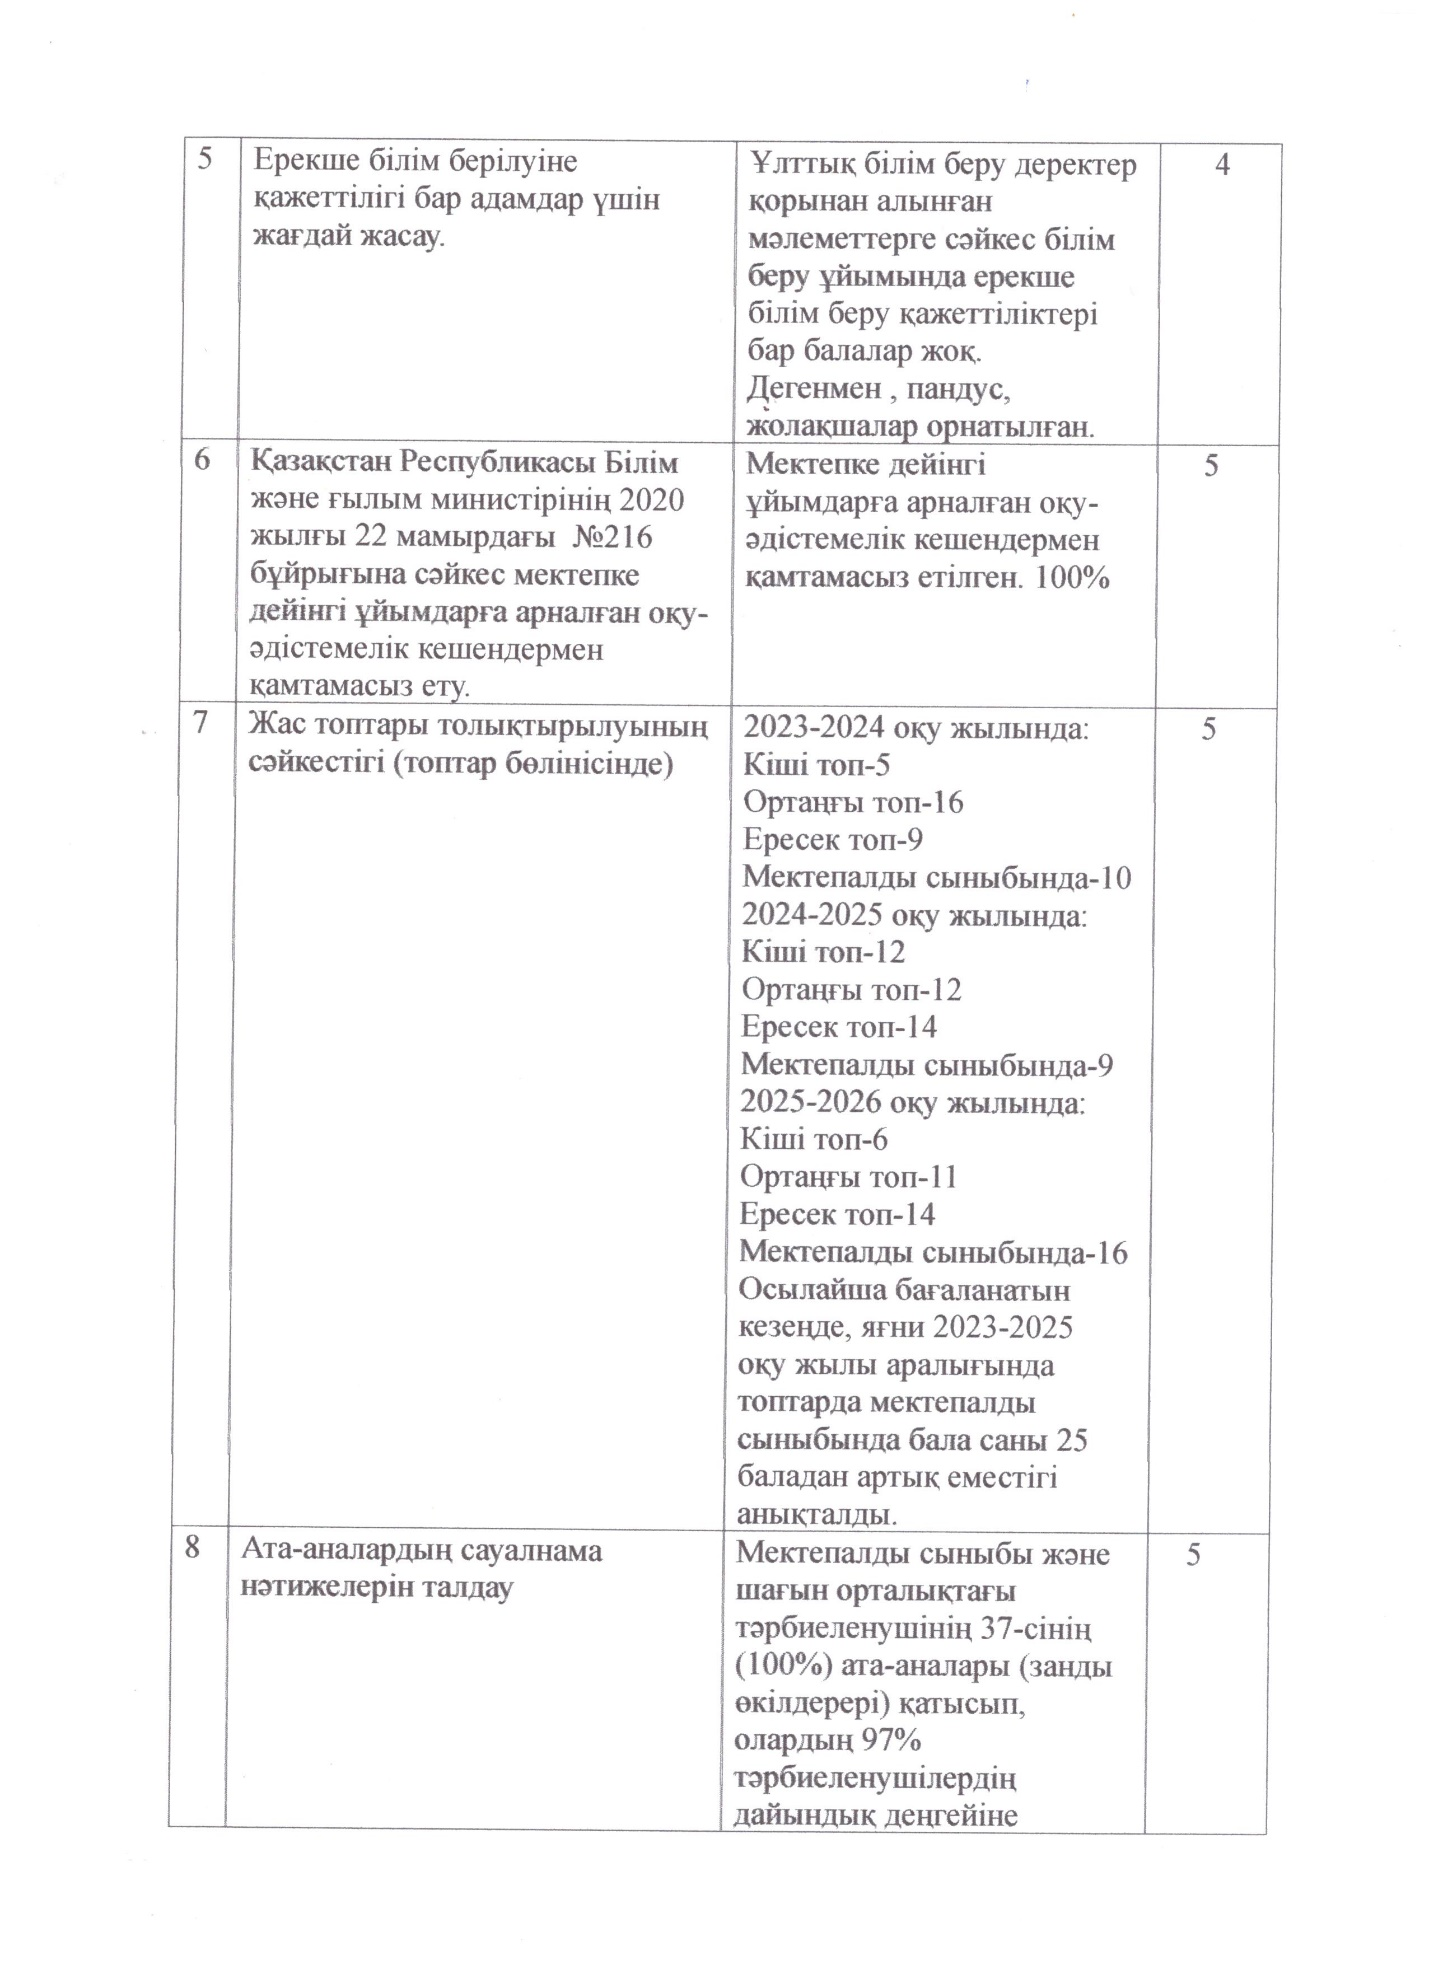 5
Ерекше білім берілуіне
қажеттілігі бар адамдар үшін
жағдай жасау.
Ұлттық білім беру деректер
қорынан алынған
мәлеметтерге сәйкес білім
беру ұйымында ерекше
білім беру қажеттіліктері
бар балалар жоқ.
Дегенмен , пандус,
жолақшалар орнатылған.
4
6
Қазақстан Республикасы Білім
және ғылым министірінің 2020
жылғы 22 мамырдағы №216
бұйрығына сәйкес мектепке
дейінгі ұйымдарға арналған оқу-
әдістемелік кешендермен
қамтамасыз ету.
Мектепке дейінгі
ұйымдарға арналған оқу-
әдістемелік кешендермен
қамтамасыз етілген. 100%
5
7
Жас топтары толықтырылуының
сәйкестігі (топтар бөлінісінде)
2023-2024 оқу жылында:
Кіші топ-5
Ортаңғы топ-16
Ересек топ-9
Мектепалды сыныбында-10
2024-2025 оқу жылында:
Кіші топ-12
Ортаңғы топ-12
Ересек топ-14
Мектепалды сыныбында-9
2025-2026 оқу жылында:
Кіші топ-6
Ортаңғы топ-11
Ересек топ-14
Мектепалды сыныбында-16
Осылайша бағаланатын
кезеңде, яғни 2023-2025
оқу жылы аралығында
топтарда мектепалды
сыныбында бала саны 25
баладан артық еместігі
анықталды.
5
8
Ата-аналардың сауалнама
нәтижелерін талдау
Мектепалды сыныбы және
шағын орталықтағы
тәрбиеленушінің 37-сінің
(100%) ата-аналары (занды
өкілдерері) қатысып,
олардың 97%
тәрбиеленушілердің
дайындық деңгейіне
5